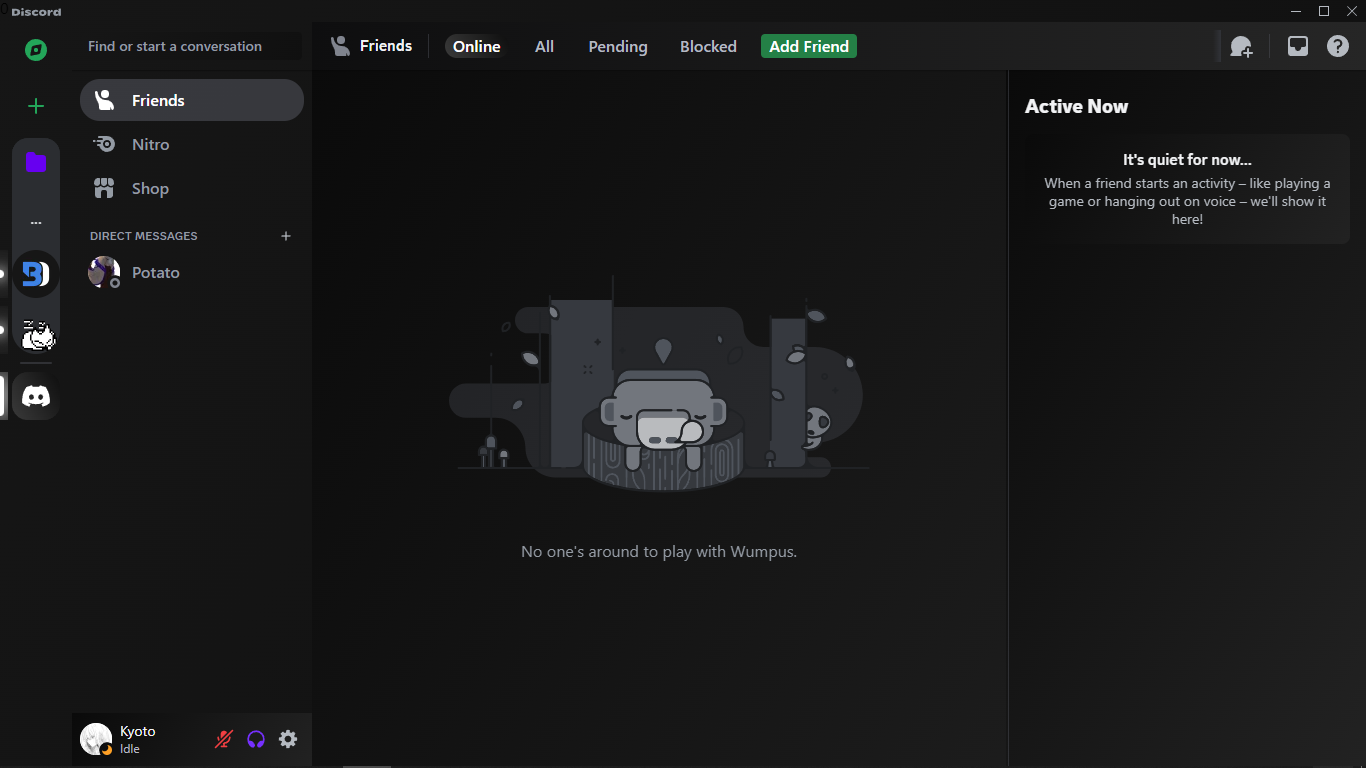 Discord
Find or start a conversation
Friends
Nitro
Shop
DIRECT MESSAGES
Potato
Kyoto
Idle
Friends
Online
All
Pending
Blocked
Add Friend
No one's around to play with Wumpus.
Active Now
It's quiet for now...
When a friend starts an activity – like playing a
game or hanging out on voice – we'll show it
here!